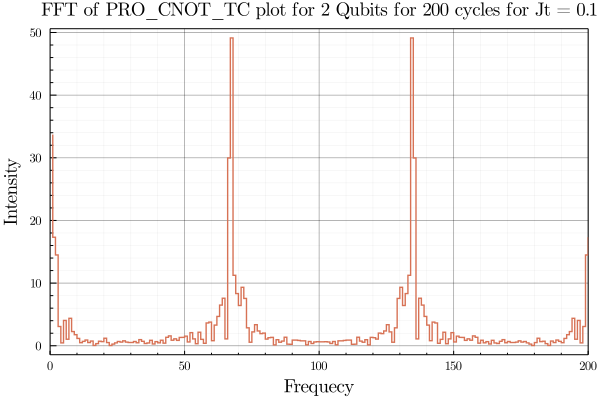 FFT of PRO_CNOT_TC plot for 2 Qubits for 200 cycles for Jt = 0.1
50
40
30
20
10
0
Intensity
0 50 100 150 200
Frequecy